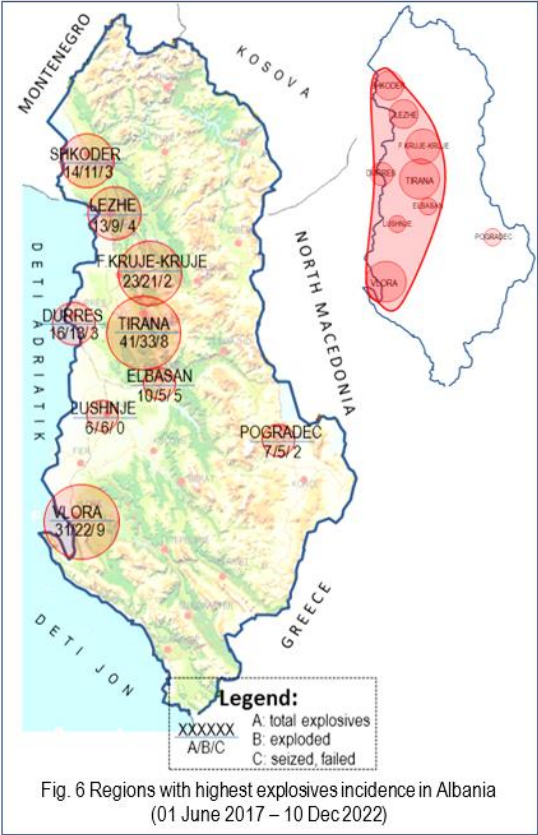 MONTENEGRO
KOSOVA
SHKODER
14/11/3
LEZHE
13/9/ 4
F.KRUJE-KRUJE
23/21/2
DURRES
16/13/ 3
TIRANA
41/33/8
ELBASAN
10/5/ 5
LUSHNJE
6/6/ 0
POGRADEC
7/5/ 2
FIER
VLORA
31/22/ 9
DETI ADRIATIK
NORTH MACEDONIA
GREECE
DETI JON
SHKODER
LEZHE
F.KRUJE-KRUJE
DURRES
TIRANA
ELBASAN
LUSHNJE
POGRADEC
VLORA
Legend:
XXXXXX
A/B/C
A: total explosives
B: exploded
C: seized, failed
Fig. 6 Regions with highest explosives incidence in Albania
(01 June 2017 – 10 Dec 2022)